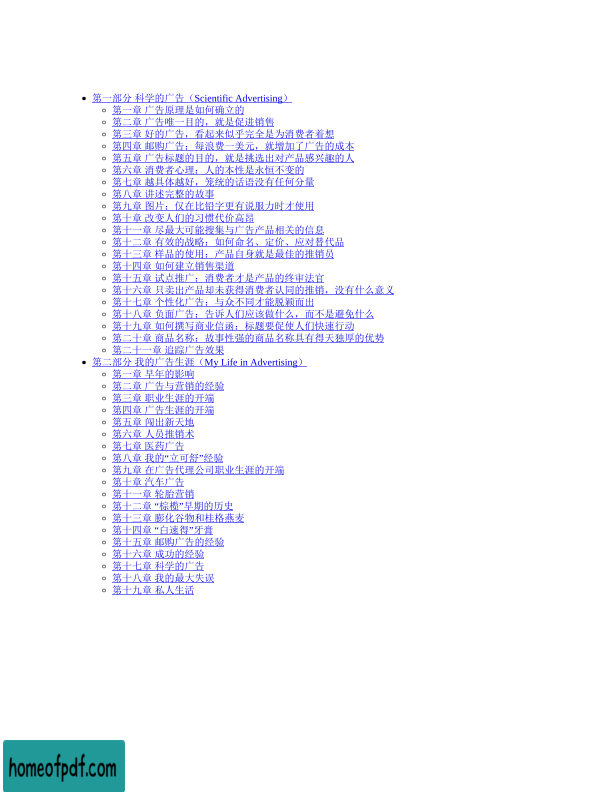 第一部分 科学的广告（Scientific Advertising）
第一章 广告原理是如何确立的
第二章 广告唯一目的，就是促进销售
第三章 好的广告，看起来似乎完全是为消费者着想
第四章 邮购广告：每浪费一美元，就增加了广告的成本
第五章 广告标题的目的，就是挑选出对产品感兴趣的人
第六章 消费者心理：人的本性是永恒不变的
第七章 越具体越好，笼统的话语没有任何分量
第八章 讲述完整的故事
第九章 图片：仅在比铅字更有说服力时才使用
第十章 改变人们的习惯代价高昂
第十一章 尽最大可能搜集与广告产品相关的信息
第十二章 有效的战略：如何命名、定价、应对替代品
第十三章 样品的使用：产品自身就是最佳的推销员
第十四章 如何建立销售渠道
第十五章 试点推广：消费者才是产品的终审法官
第十六章 只卖出产品却未获得消费者认同的推销，没有什么意义
第十七章 个性化广告：与众不同才能脱颖而出
第十八章 负面广告：告诉人们应该做什么，而不是避免什么
第十九章 如何撰写商业信函：标题要促使人们快速行动
第二十章 商品名称：故事性强的商品名称具有得天独厚的优势
第二十一章 追踪广告效果
第二部分 我的广告生涯（My Life in Advertising）
第一章 早年的影响
第二章 广告与营销的经验
第三章 职业生涯的开端
第四章 广告生涯的开端
第五章 闯出新天地
第六章 人员推销术
第七章 医药广告
第八章 我的“立可舒”经验
第九章 在广告代理公司职业生涯的开端
第十章 汽车广告
第十一章 轮胎营销
第十二章 “棕榄”早期的历史
第十三章 膨化谷物和桂格燕麦
第十四章 “白速得”牙膏
第十五章 邮购广告的经验
第十六章 成功的经验
第十七章 科学的广告
第十八章 我的最大失误
第十九章 私人生活
homeofpdf.com